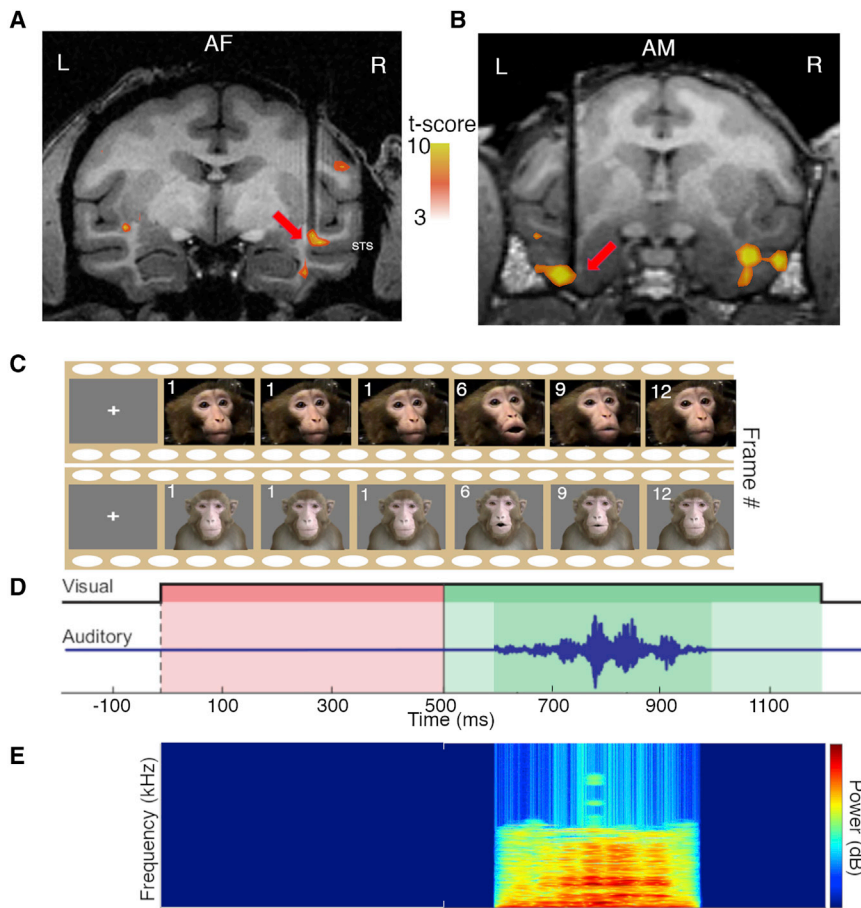 A
AF
L
R
t-score
10
3
STS
B
AM
L
R
C
+
1
1
1
6
9
12
+
1
1
1
6
9
12
Frame #
D
Visual
Auditory
-100
100
300
500
700
900
1100
Time (ms)
E
Frequency (kHz)
Power (dB)